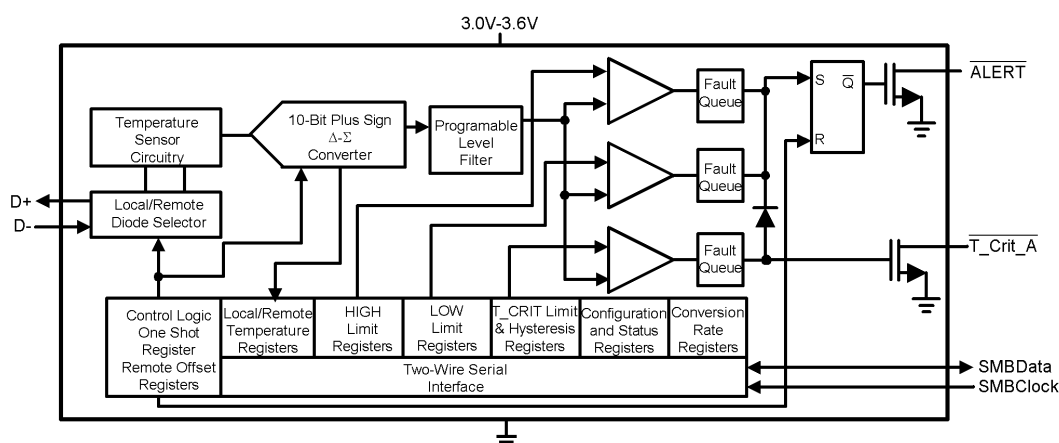 3.0V-3.6V
Temperature
Sensor
Circuitry
10-Bit Plus Sign
Δ-Σ
Converter
Programable
Level
Filter
Fault
Queue
S
Q
R
ALERT
Fault
Queue
D+
D-
Local/Remote
Diode Selector
Fault
Queue
T_Crit_A
Control Logic
One Shot
Register
Remote Offset
Registers
Local/Remote
Temperature
Registers
HIGH
Limit
Registers
LOW
Limit
Registers
T_CRIT Limit
& Hysteresis
Registers
Configuration
and Status
Registers
Conversion
Rate
Registers
Two-Wire Serial
Interface
SMBData
SMBClock